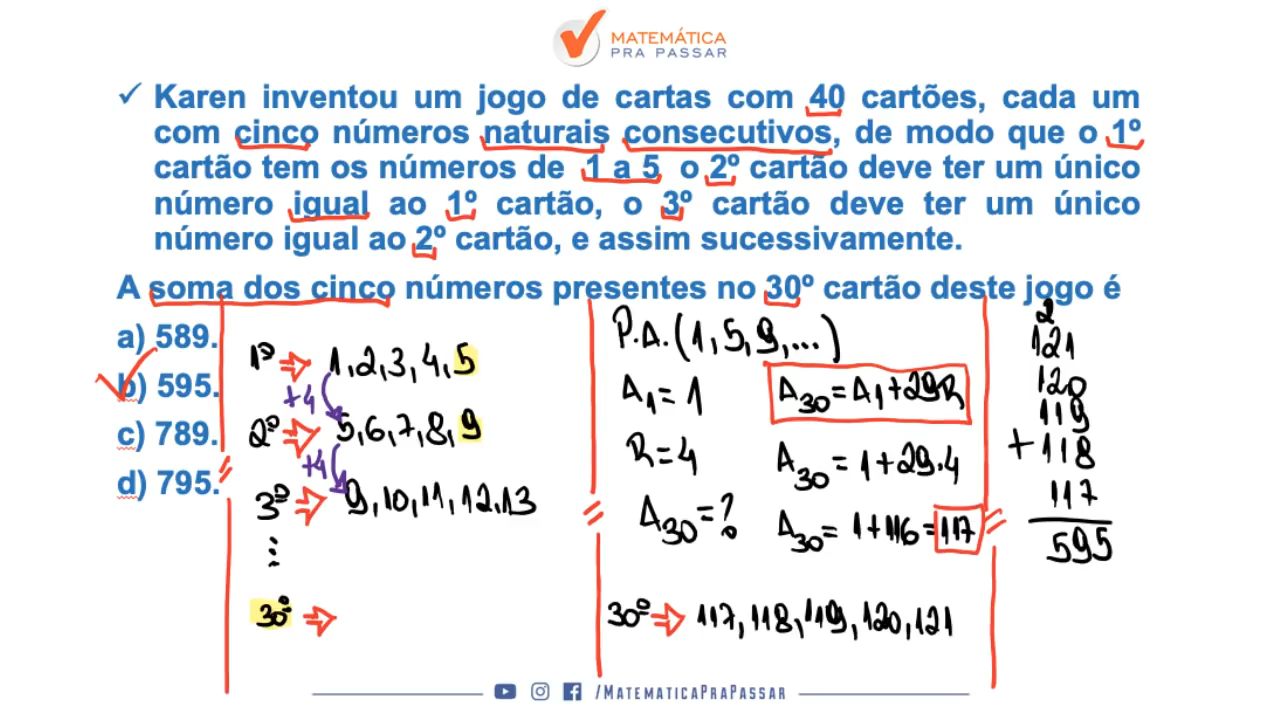 MATEMÁTICA
PRA PASSAR
✓ Karen inventou um jogo de cartas com 40 cartões, cada um
com cinco números naturais consecutivos, de modo que o 1º
cartão tem os números de 1 a 5 o 2º cartão deve ter um único
número igual ao 1º cartão, o 3º cartão deve ter um único
número igual ao 2º cartão, e assim sucessivamente.
A soma dos cinco números presentes no 30º cartão deste jogo é
a) 589.
b) 595.
c) 789.
d) 795.
1º ⇒ 1, 2, 3, 4, 5
+4
2º ⇒ 5, 6, 7, 8, 9
+4
3º ⇒ 9, 10, 11, 12, 13
...
30º ⇒
P.A. (1, 5, 9, ...)
A1 = 1
R = 4
A30 = ?
A30 = A1 + 29R
A30 = 1 + 29.4
A30 = 1 + 116 = 117
30º ⇒ 117, 118, 119, 120, 121
2
121
120
119
+ 118
117
595
/MATEMATICAPRAPASSAR